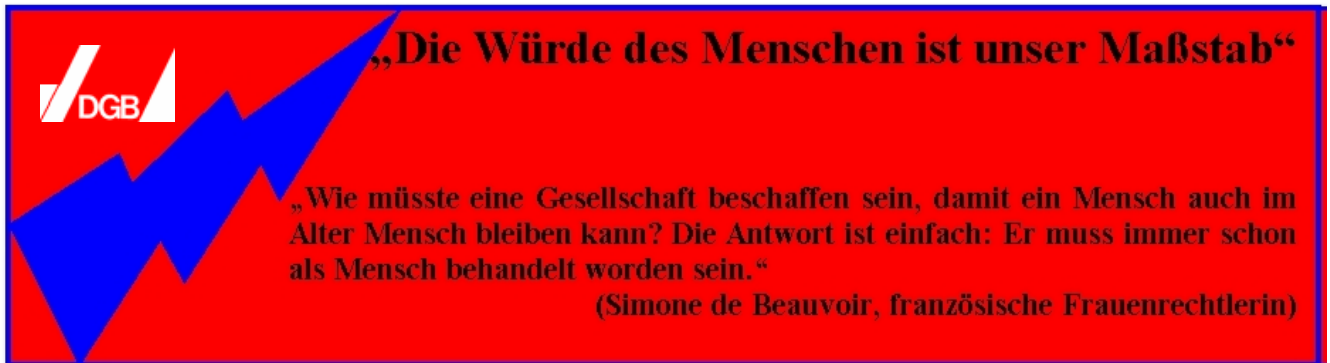 „Die Würde des Menschen ist unser Maßstab“
DGB
„Wie müsste eine Gesellschaft beschaffen sein, damit ein Mensch auch im
Alter Mensch bleiben kann? Die Antwort ist einfach: Er muss immer schon
als Mensch behandelt worden sein.“
(Simone de Beauvoir, französische Frauenrechtlerin)